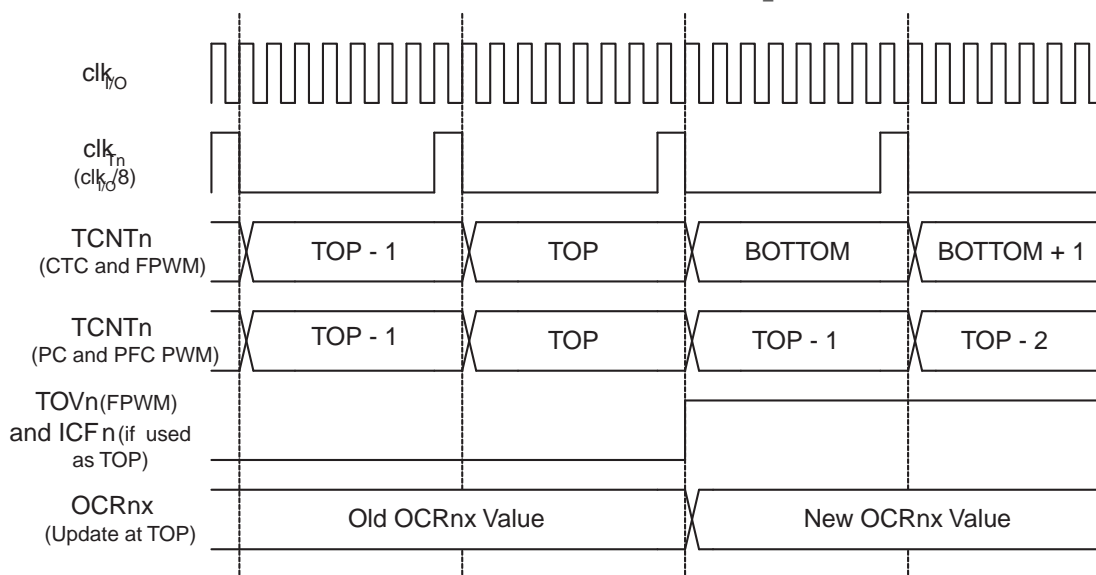 clkI/O
clkTn
(clkI/O/8)
TCNTn
(CTC and FPWM)
TOP - 1
TOP
BOTTOM
BOTTOM + 1
TCNTn
(PC and PFC PWM)
TOP - 1
TOP
TOP - 1
TOP - 2
TOVn(FPWM)
and ICFn(if used
as TOP)
OCRnx
(Update at TOP)
Old OCRnx Value
New OCRnx Value